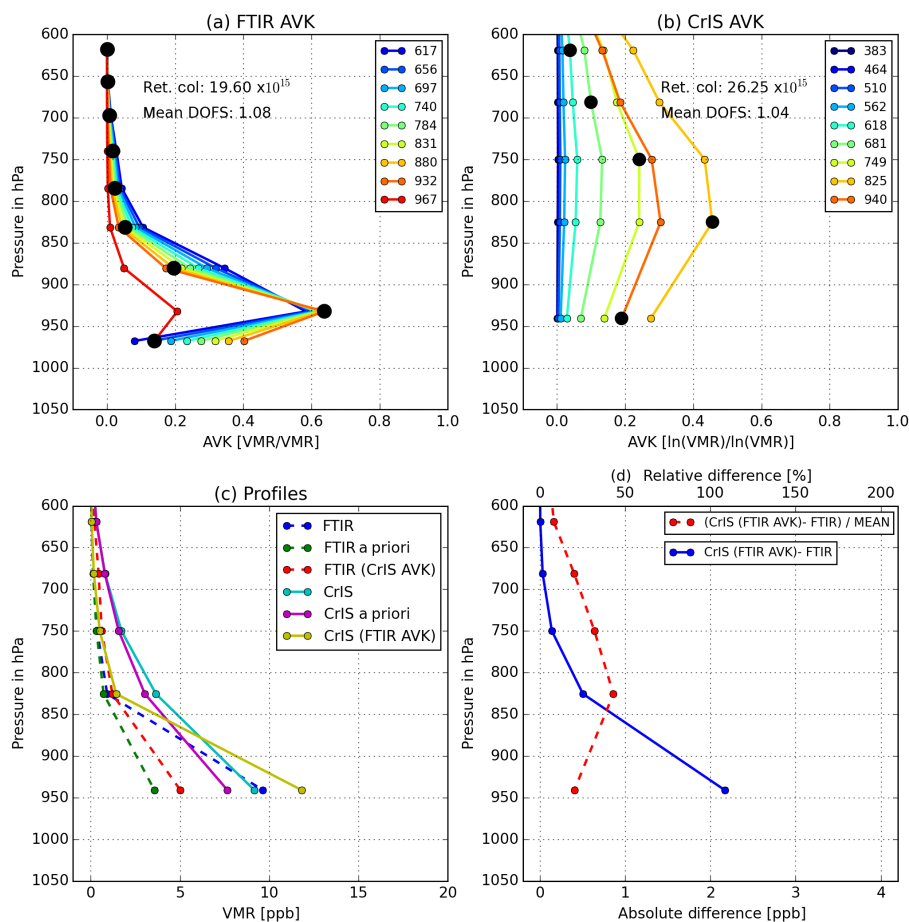 (a) FTIR AVK
600
650
700
750
800
850
900
950
1000
1050
Pressure in hPa
Ret. col: 19.60 x10^15
Mean DOFS: 1.08
617
656
697
740
784
831
880
932
967
0.0 0.2 0.4 0.6 0.8 1.0
AVK [VMR/VMR]
(b) CrIS AVK
600
650
700
750
800
850
900
950
1000
1050
Pressure in hPa
Ret. col: 26.25 x10^15
Mean DOFS: 1.04
383
464
510
562
618
681
749
825
940
0.0 0.2 0.4 0.6 0.8 1.0
AVK [ln(VMR)/ln(VMR)]
(c) Profiles
600
650
700
750
800
850
900
950
1000
1050
Pressure in hPa
FTIR
FTIR a priori
FTIR (CrIS AVK)
CrIS
CrIS a priori
CrIS (FTIR AVK)
0 5 10 15 20
VMR [ppb]
(d) Relative difference [%]
0 50 100 150 200
600
650
700
750
800
850
900
950
1000
1050
Pressure in hPa
(CrIS (FTIR AVK)- FTIR) / MEAN
CrIS (FTIR AVK)- FTIR
0 1 2 3 4
Absolute difference [ppb]